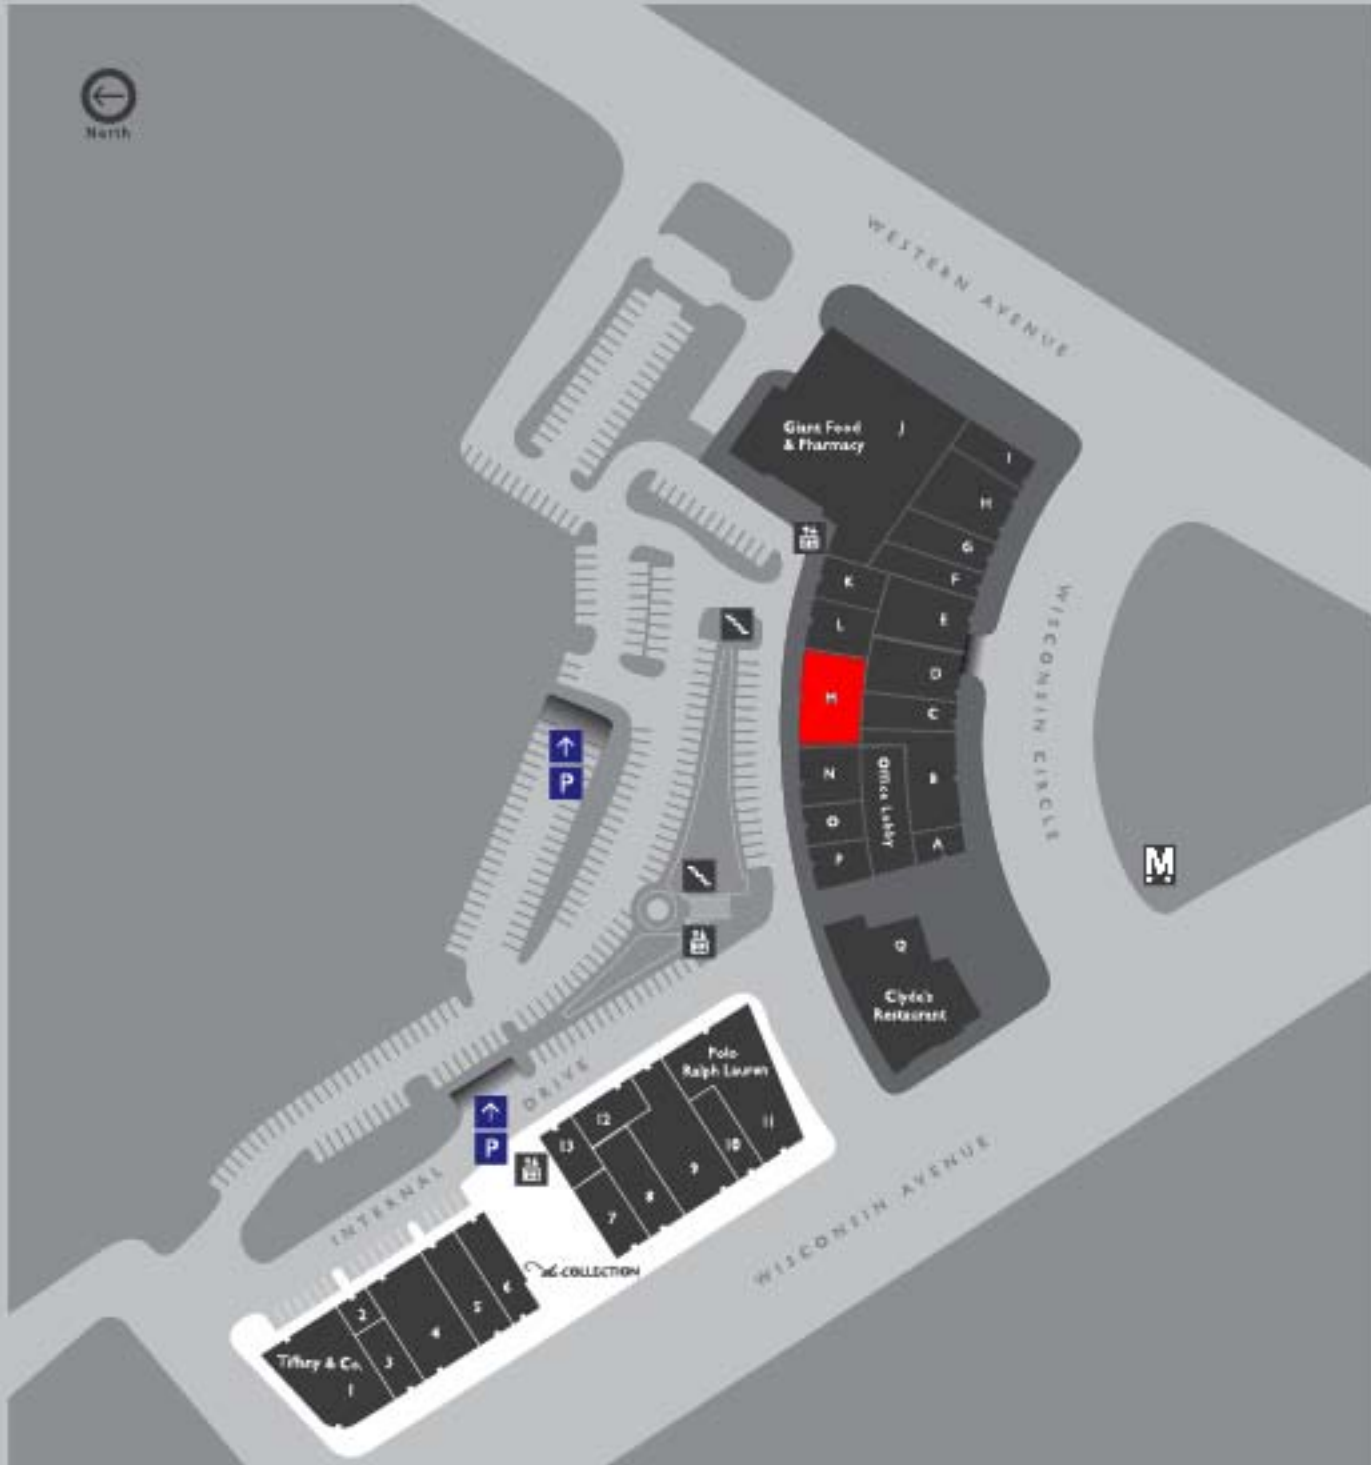 North
WESTERN AVENUE
Giant Food
& Pharmacy
J
I
H
G
F
E
D
C
B
A
K
L
M
N
O
P
Office Lobby
WISCONSIN CIRCLE
M
P
Q
Clyde's
Restaurant
Polo
Ralph Lauren
DRIVE
P
INTERNAL
12
13
11
10
9
8
7
WISCONSIN AVENUE
The COLLECTION
6
5
4
2
3
Tiffany & Co.
1